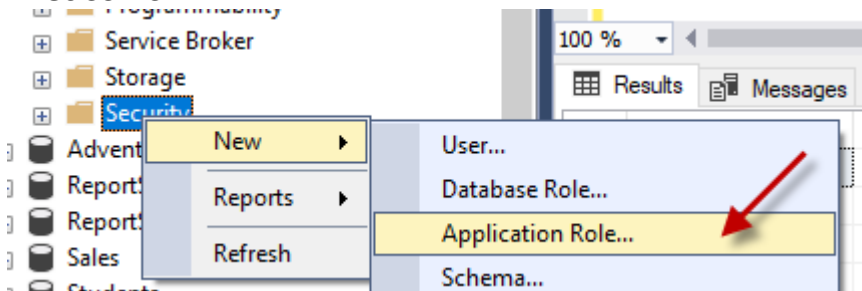 Programmability
Service Broker
Storage
Security
Advent
Report
Report
Sales
Students
New
Reports
Refresh
User...
Database Role...
Application Role...
Schema...
100 %
Results
Messages